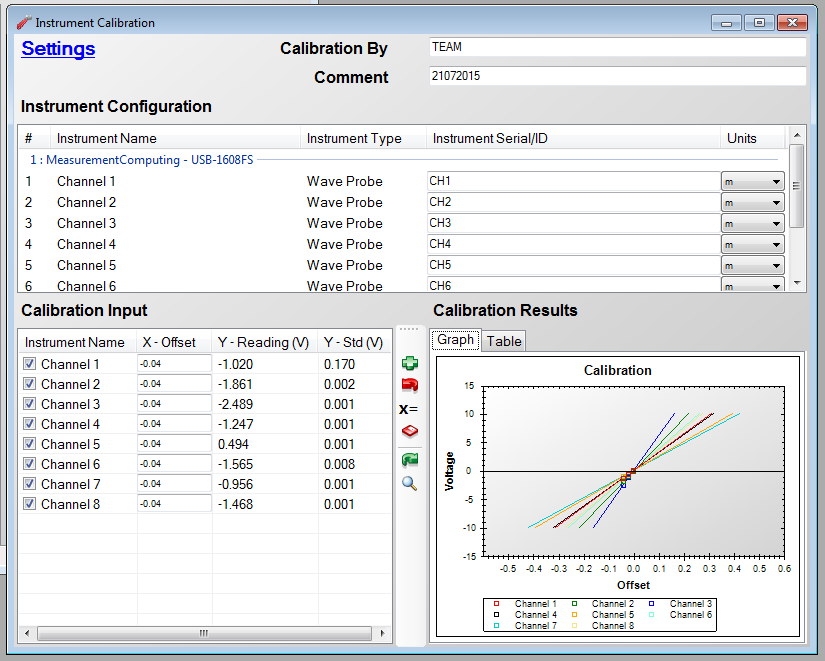 Instrument Calibration
Settings
Calibration By TEAM
Comment 21072015
Instrument Configuration
# Instrument Name Instrument Type Instrument Serial/ID Units
1 : MeasurementComputing - USB-1608FS
1 Channel 1 Wave Probe CH1 m
2 Channel 2 Wave Probe CH2 m
3 Channel 3 Wave Probe CH3 m
4 Channel 4 Wave Probe CH4 m
5 Channel 5 Wave Probe CH5 m
6 Channel 6 Wave Probe CH6 m
Calibration Input
Instrument Name X - Offset Y - Reading (V) Y - Std (V)
Channel 1 -0.04 -1.020 0.170
Channel 2 -0.04 -1.861 0.002
Channel 3 -0.04 -2.489 0.001
Channel 4 -0.04 -1.247 0.001
Channel 5 -0.04 0.494 0.001
Channel 6 -0.04 -1.565 0.008
Channel 7 -0.04 -0.956 0.001
Channel 8 -0.04 -1.468 0.001
x=
Calibration Results
Graph Table
Calibration
15
10
5
0
-5
-10
-15
Voltage
-0.5 -0.4 -0.3 -0.2 -0.1 0.0 0.1 0.2 0.3 0.4 0.5 0.6
Offset
Channel 1 Channel 2 Channel 3
Channel 4 Channel 5 Channel 6
Channel 7 Channel 8